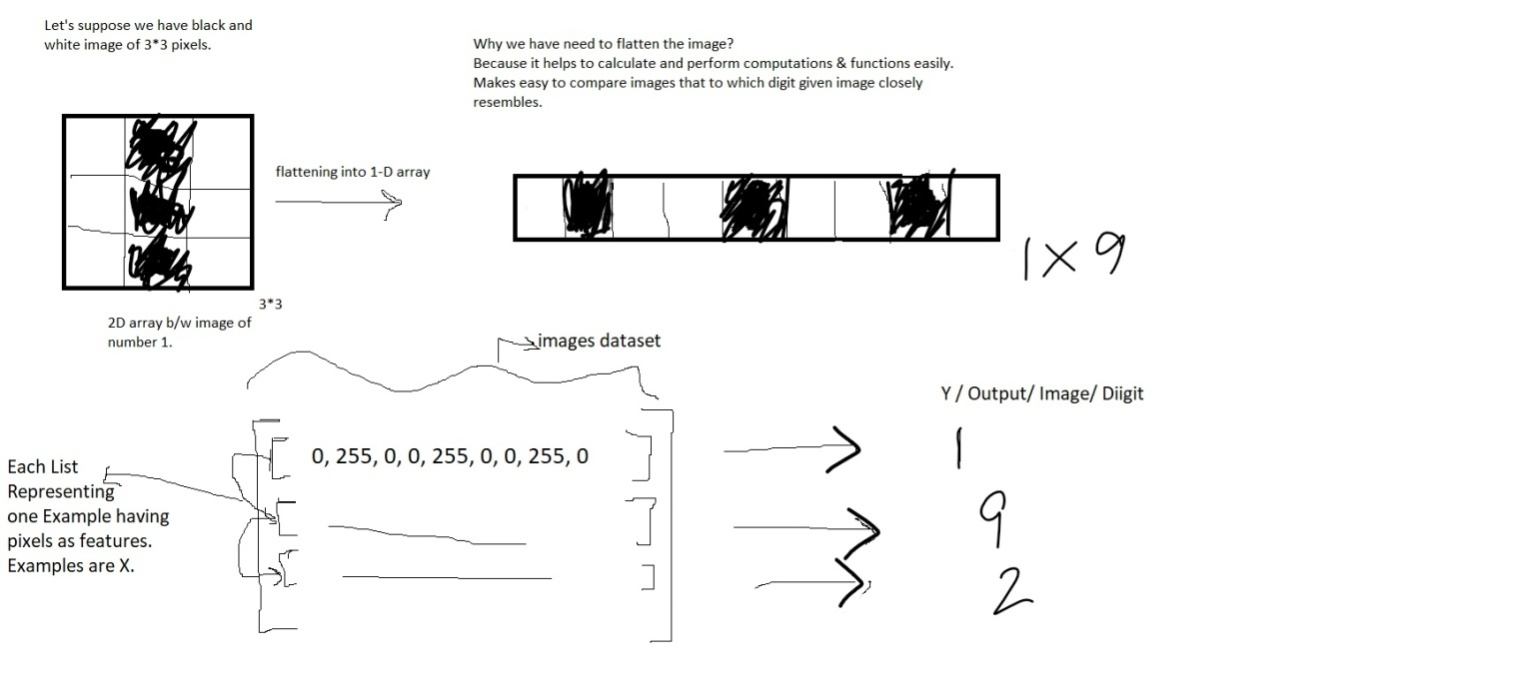 Let's suppose we have black and
white image of 3*3 pixels.
Why we have need to flatten the image?
Because it helps to calculate and perform computations & functions easily.
Makes easy to compare images that to which digit given image closely
resembles.
flattening into 1-D array
1 X 9
3*3
2D array b/w image of
number 1.
images dataset
Y / Output/ Image/ Diigit
0, 255, 0, 0, 255, 0, 0, 255, 0
1
Each List
Representing
one Example having
pixels as features.
Examples are X.
9
2